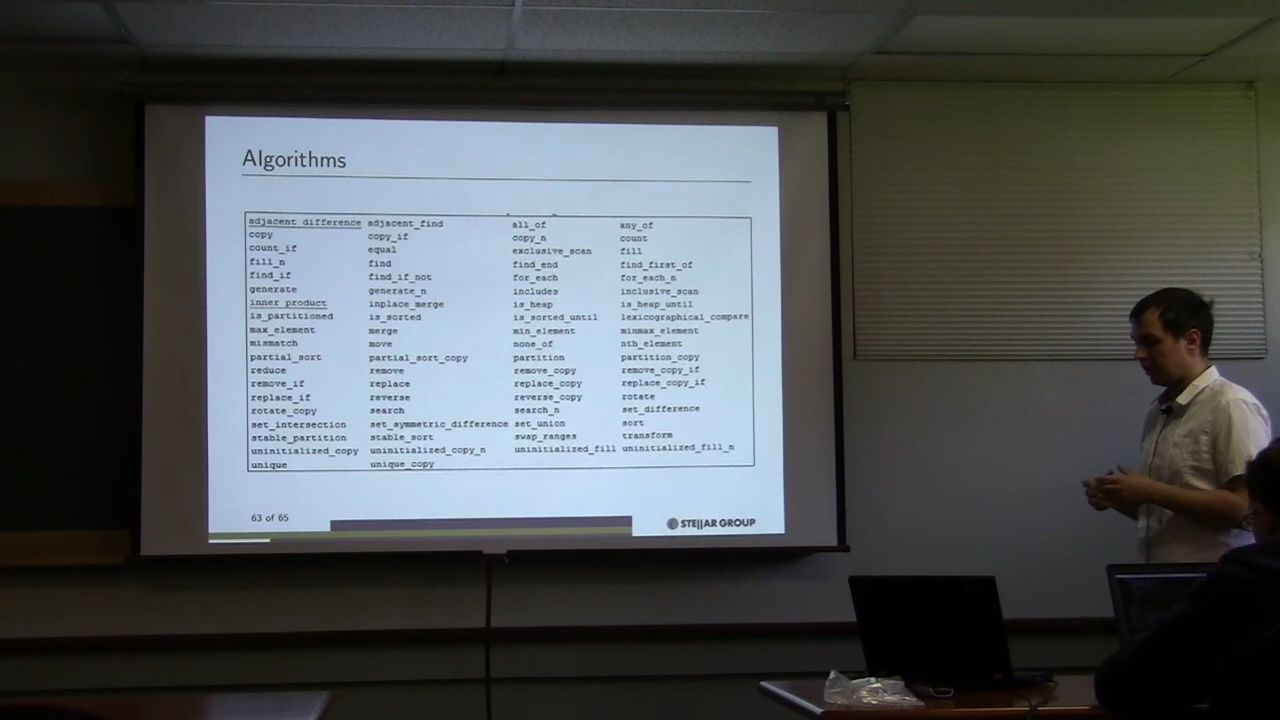 Algorithms
adjacent difference adjacent_find all_of any_of
copy copy_if copy_n count
count_if equal exclusive_scan fill
fill_n find find_end find_first_of
find_if find_if_not for_each for_each_n
generate generate_n includes inclusive_scan
inner product inplace_merge is_heap is_heap_until
is_partitioned is_sorted is_sorted_until lexicographical_compare
max_element merge min_element minmax_element
mismatch move none_of nth_element
partial_sort partial_sort_copy partition partition_copy
reduce remove remove_copy remove_copy_if
remove_if replace replace_copy replace_copy_if
replace_if reverse reverse_copy rotate
rotate_copy search search_n set_difference
set_intersection set_symmetric_difference set_union sort
stable_partition stable_sort swap_ranges transform
uninitialized_copy uninitialized_copy_n uninitialized_fill uninitialized_fill_n
unique unique_copy
63 of 65
STE||AR GROUP